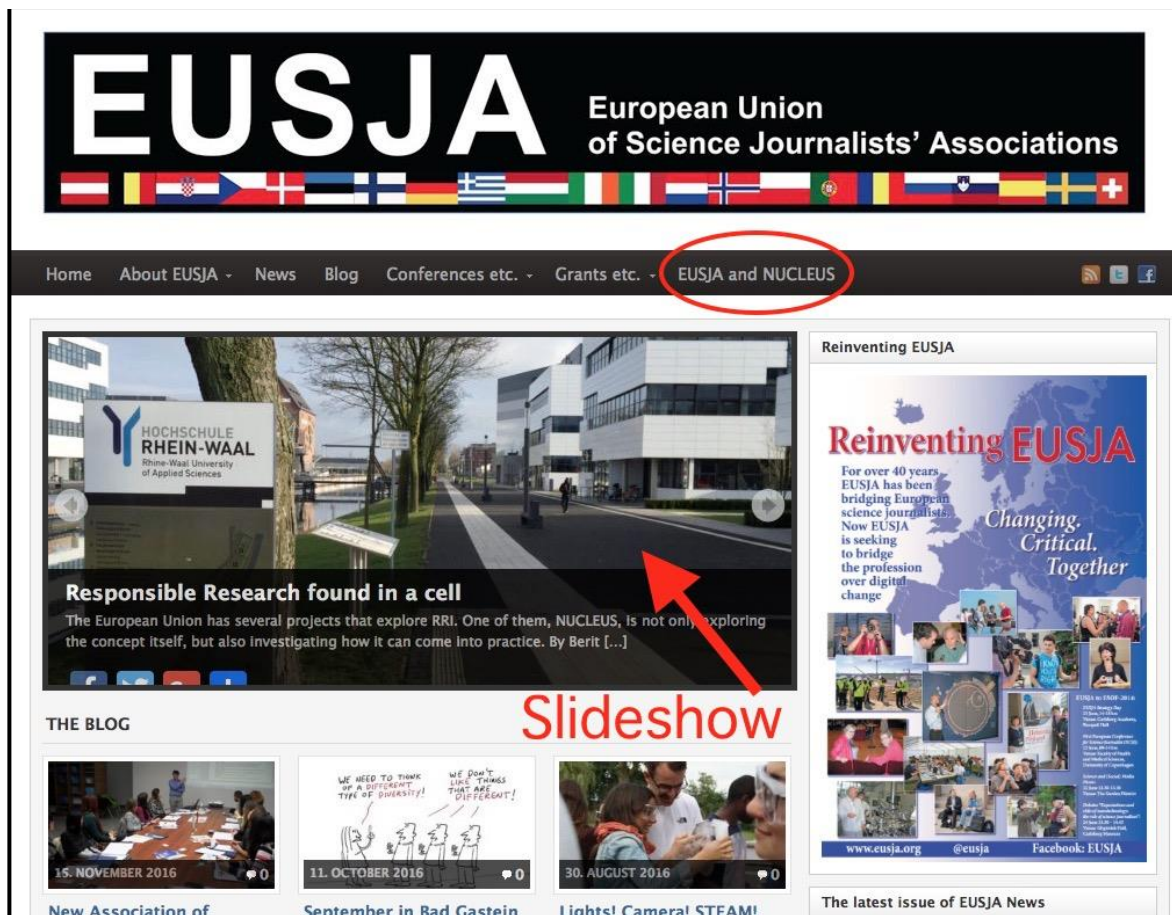 EUSJA
European Union
of Science Journalists' Associations
Home About EUSJA News Blog Conferences etc. Grants etc. EUSJA and NUCLEUS
HOCHSCHULE
RHEIN-WAAL
Rhine-Waal University
of Applied Sciences
Responsible Research found in a cell
The European Union has several projects that explore RRI. One of them, NUCLEUS, is not only exploring
the concept itself, but also investigating how it can come into practice. By Berit [...]
Slideshow
THE BLOG
WE NEED TO THINK
OF A DIFFERENT
TYPE OF DIVERSITY!
WE DON'T
LIKE THINGS
THAT ARE
DIFFERENT!
15. NOVEMBER 2016 0
11. OCTOBER 2016 0
30. AUGUST 2016 0
New Association of
September in Bad Gastein
Lights! Camera! STEAM!
Reinventing EUSJA
Reinventing EUSJA
For over 40 years
EUSJA has been
bridging European
science journalists.
Now EUSJA
is seeking
to bridge
the profession
over digital
change
Changing.
Critical.
Together
EUSJA to ESOF-2014:
www.eusja.org @eusja Facebook: EUSJA
The latest issue of EUSJA News